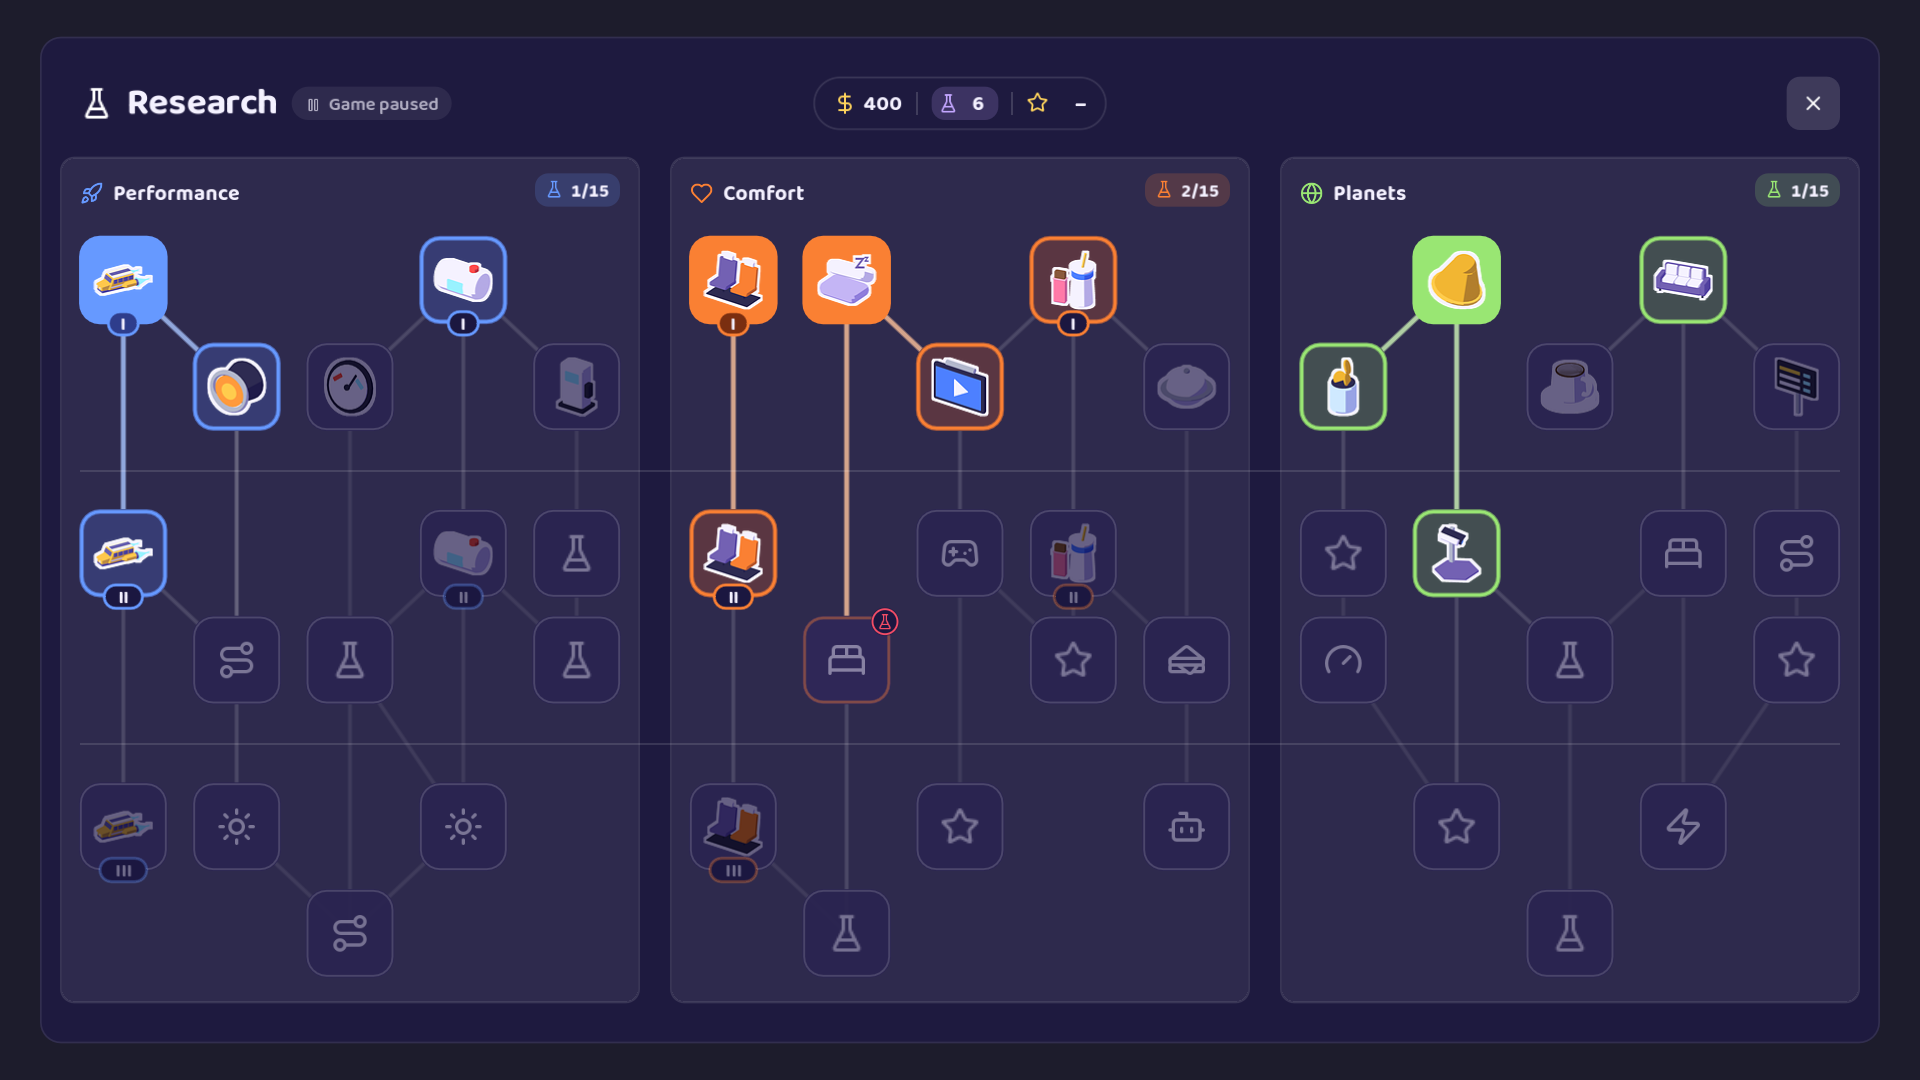 Research
Game paused
$ 400
6
–
Performance
1/15
Comfort
2/15
Planets
1/15
I
I
I
I
Z Z
II
II
II
II
III
III